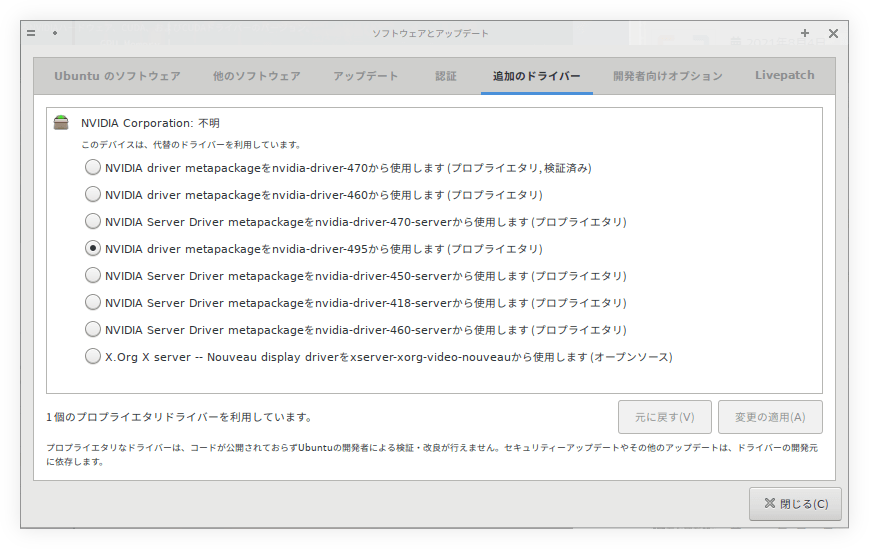 ソフトウェアとアップデート
Ubuntu のソフトウェア 他のソフトウェア アップデート 認証 追加のドライバー 開発者向けオプション Livepatch
NVIDIA Corporation: 不明
このデバイスは、代替のドライバーを利用しています。
NVIDIA driver metapackageをnvidia-driver-470から使用します (プロプライエタリ, 検証済み)
NVIDIA driver metapackageをnvidia-driver-460から使用します (プロプライエタリ)
NVIDIA Server Driver metapackageをnvidia-driver-470-serverから使用します (プロプライエタリ)
NVIDIA driver metapackageをnvidia-driver-495から使用します (プロプライエタリ)
NVIDIA Server Driver metapackageをnvidia-driver-450-serverから使用します (プロプライエタリ)
NVIDIA Server Driver metapackageをnvidia-driver-418-serverから使用します (プロプライエタリ)
NVIDIA Server Driver metapackageをnvidia-driver-460-serverから使用します (プロプライエタリ)
X.Org X server -- Nouveau display driverをxserver-xorg-video-nouveauから使用します (オープンソース)
1個のプロプライエタリドライバーを利用しています。
元に戻す(V) 変更の適用(A)
プロプライエタリなドライバーは、コードが公開されておらずUbuntuの開発者による検証・改良が行えません。セキュリティーアップデートやその他のアップデートは、ドライバーの開発元
に依存します。
閉じる(C)